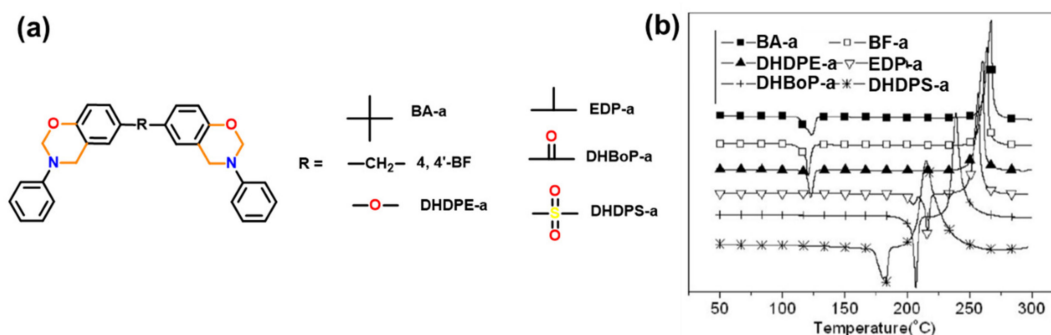 (a)
O
R
O
N
N
R =
BA-a
CH₂ 4, 4'-BF
O DHDPE-a
EDP-a
O
DHBoP-a
O
S
O
DHDPS-a
(b)
BA-a BF-a
DHDPE-a EDP-a
DHBoP-a DHDPS-a
50 100 150 200 250 300
Temperature(°C)